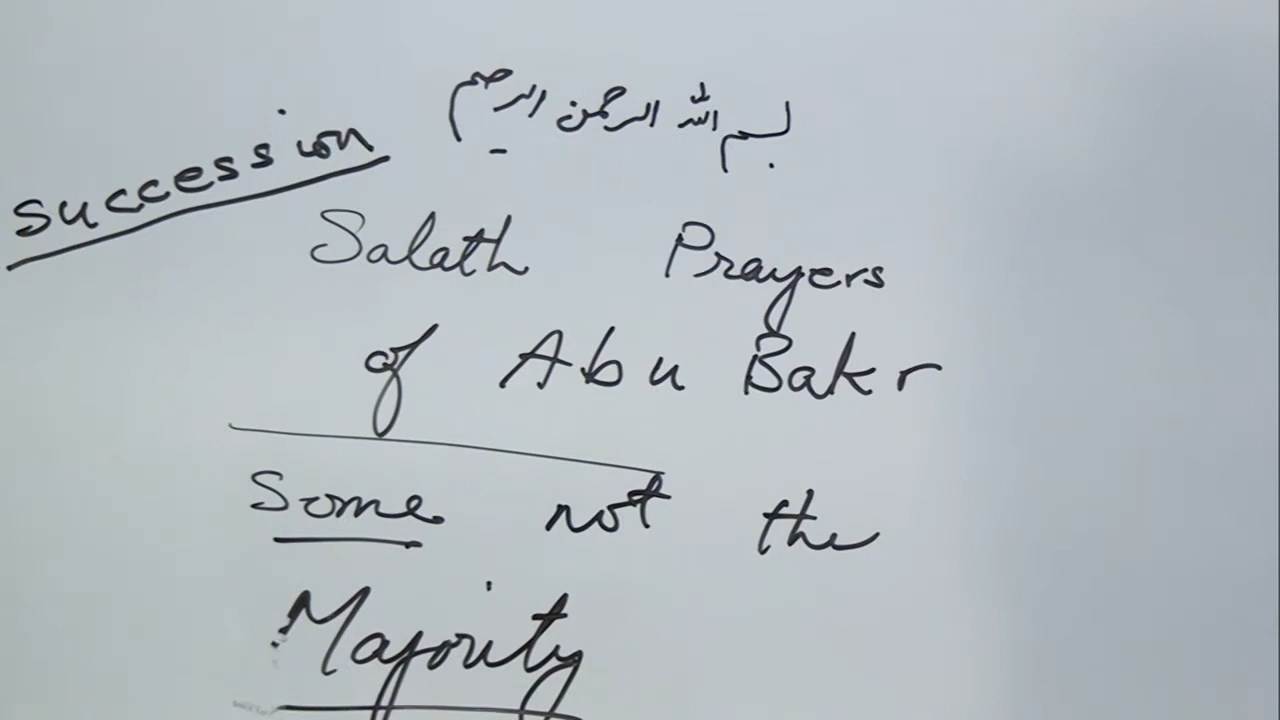 بسم الله الرحمن الرحيم
Succession
Salath Prayers
of Abu Bakr
Some not the
Majority